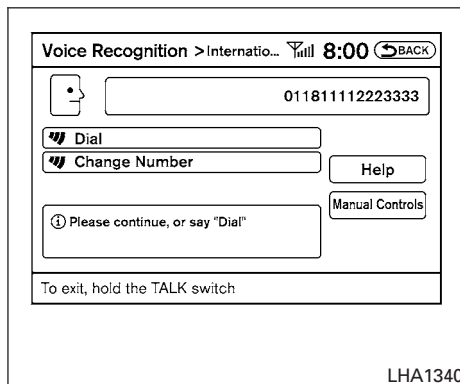 Voice Recognition >Internatio... 8:00 BACK
011811112223333
Dial
Change Number
Help
Manual Controls
Please continue, or say "Dial"
To exit, hold the TALK switch
LHA1340